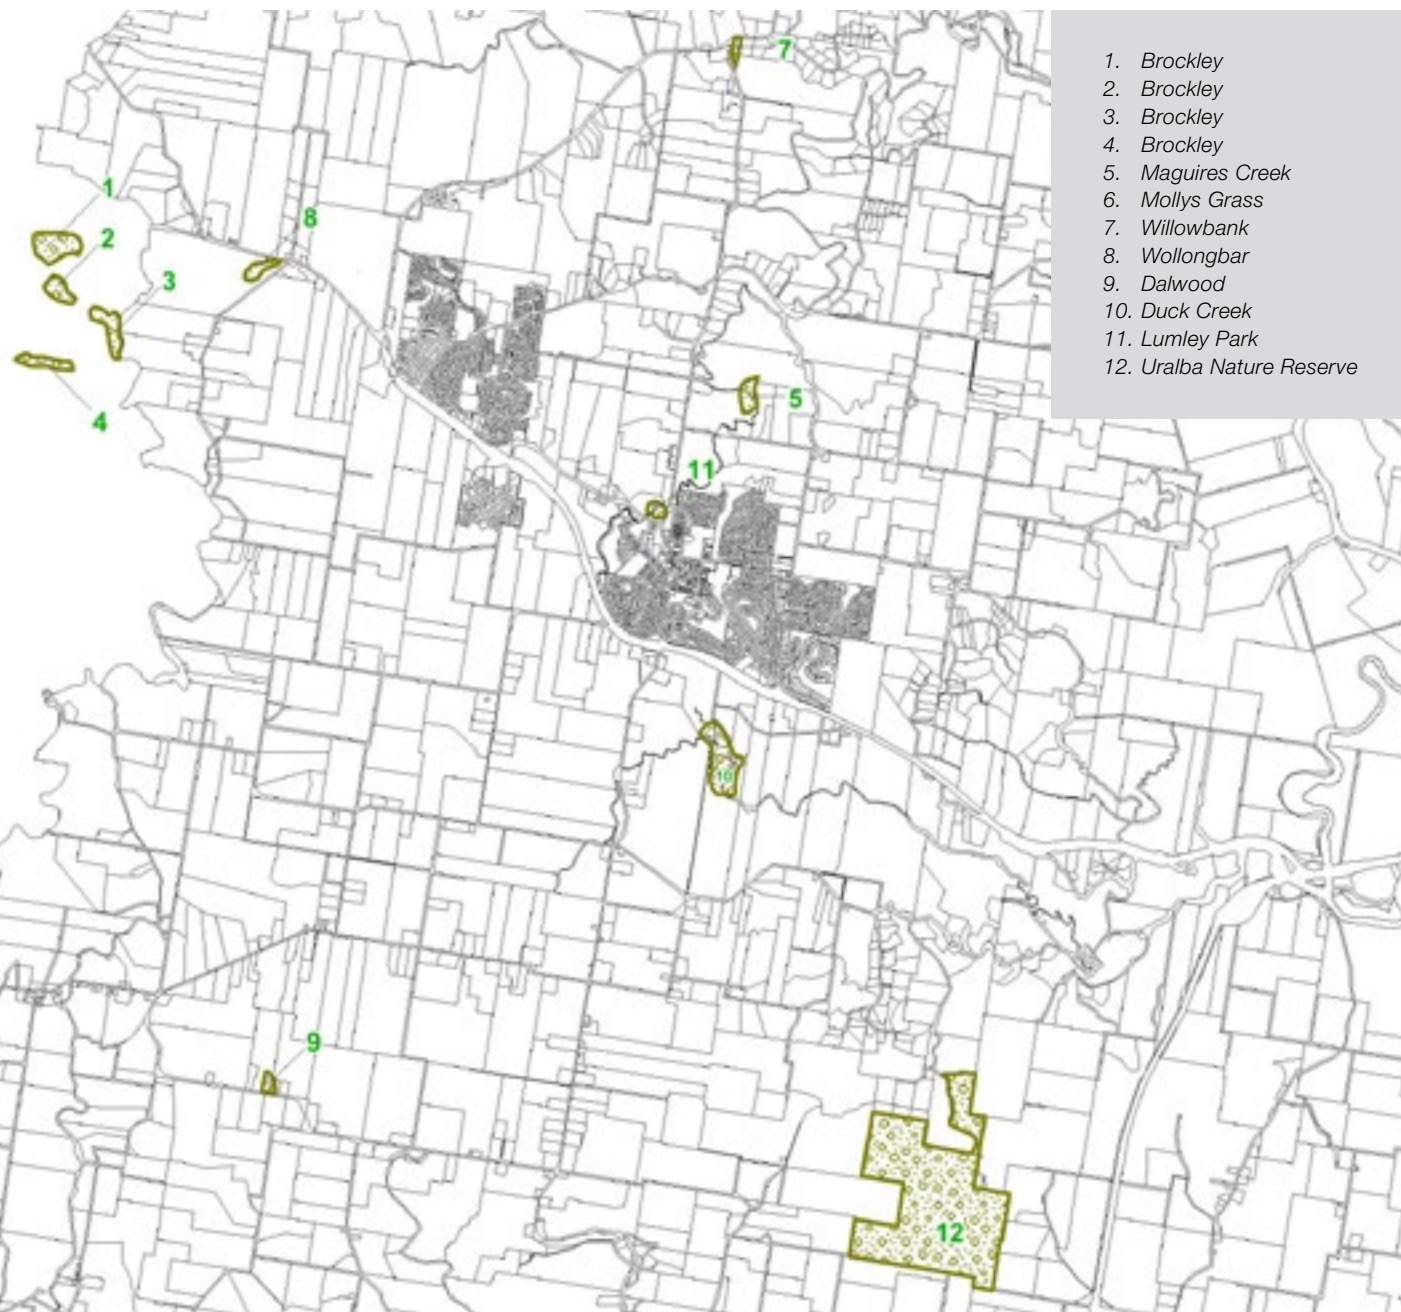 1. Brockley
2. Brockley
3. Brockley
4. Brockley
5. Maguires Creek
6. Mollys Grass
7. Willowbank
8. Wollongbar
9. Dalwood
10. Duck Creek
11. Lumley Park
12. Uralba Nature Reserve
7
1
8
2
3
5
4
11
10
9
12